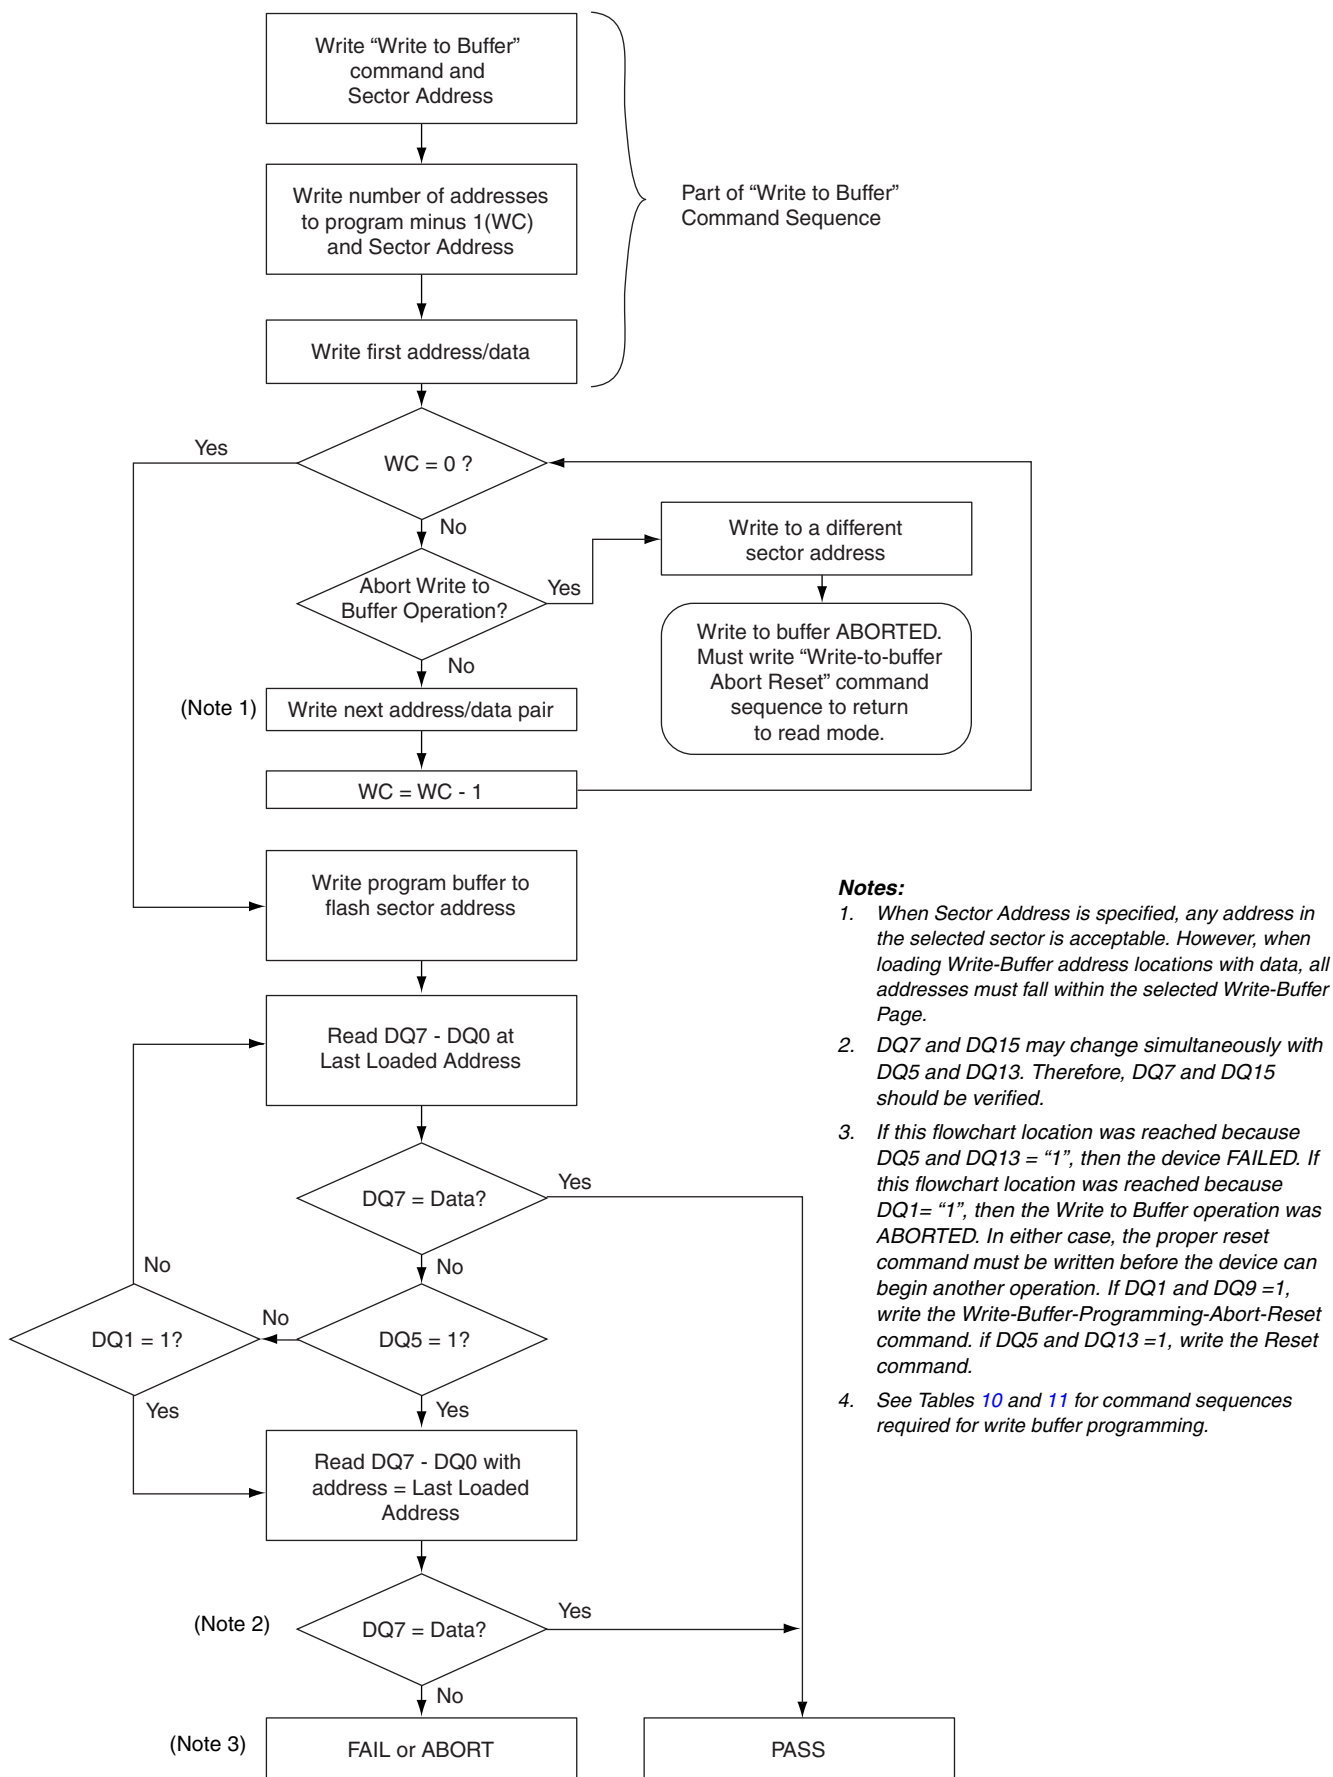 Write “Write to Buffer”
command and
Sector Address
Write number of addresses
to program minus 1(WC)
and Sector Address
Part of “Write to Buffer”
Command Sequence
Write first address/data
Yes
WC = 0 ?
No
Write to a different
sector address
Abort Write to
Buffer Operation?
Yes
Write to buffer ABORTED.
Must write “Write-to-buffer
Abort Reset” command
sequence to return
to read mode.
No
(Note 1)
Write next address/data pair
WC = WC - 1
Write program buffer to
flash sector address
Read DQ7 - DQ0 at
Last Loaded Address
DQ7 = Data?
Yes
No
No
DQ1 = 1?
No
DQ5 = 1?
Yes
Yes
Read DQ7 - DQ0 with
address = Last Loaded
Address
(Note 2)
DQ7 = Data?
Yes
No
(Note 3)
FAIL or ABORT
PASS
Notes:
1. When Sector Address is specified, any address in
the selected sector is acceptable. However, when
loading Write-Buffer address locations with data, all
addresses must fall within the selected Write-Buffer
Page.
2. DQ7 and DQ15 may change simultaneously with
DQ5 and DQ13. Therefore, DQ7 and DQ15
should be verified.
3. If this flowchart location was reached because
DQ5 and DQ13 = “1”, then the device FAILED. If
this flowchart location was reached because
DQ1= “1”, then the Write to Buffer operation was
ABORTED. In either case, the proper reset
command must be written before the device can
begin another operation. If DQ1 and DQ9 =1,
write the Write-Buffer-Programming-Abort-Reset
command. if DQ5 and DQ13 =1, write the Reset
command.
4. See Tables 10 and 11 for command sequences
required for write buffer programming.